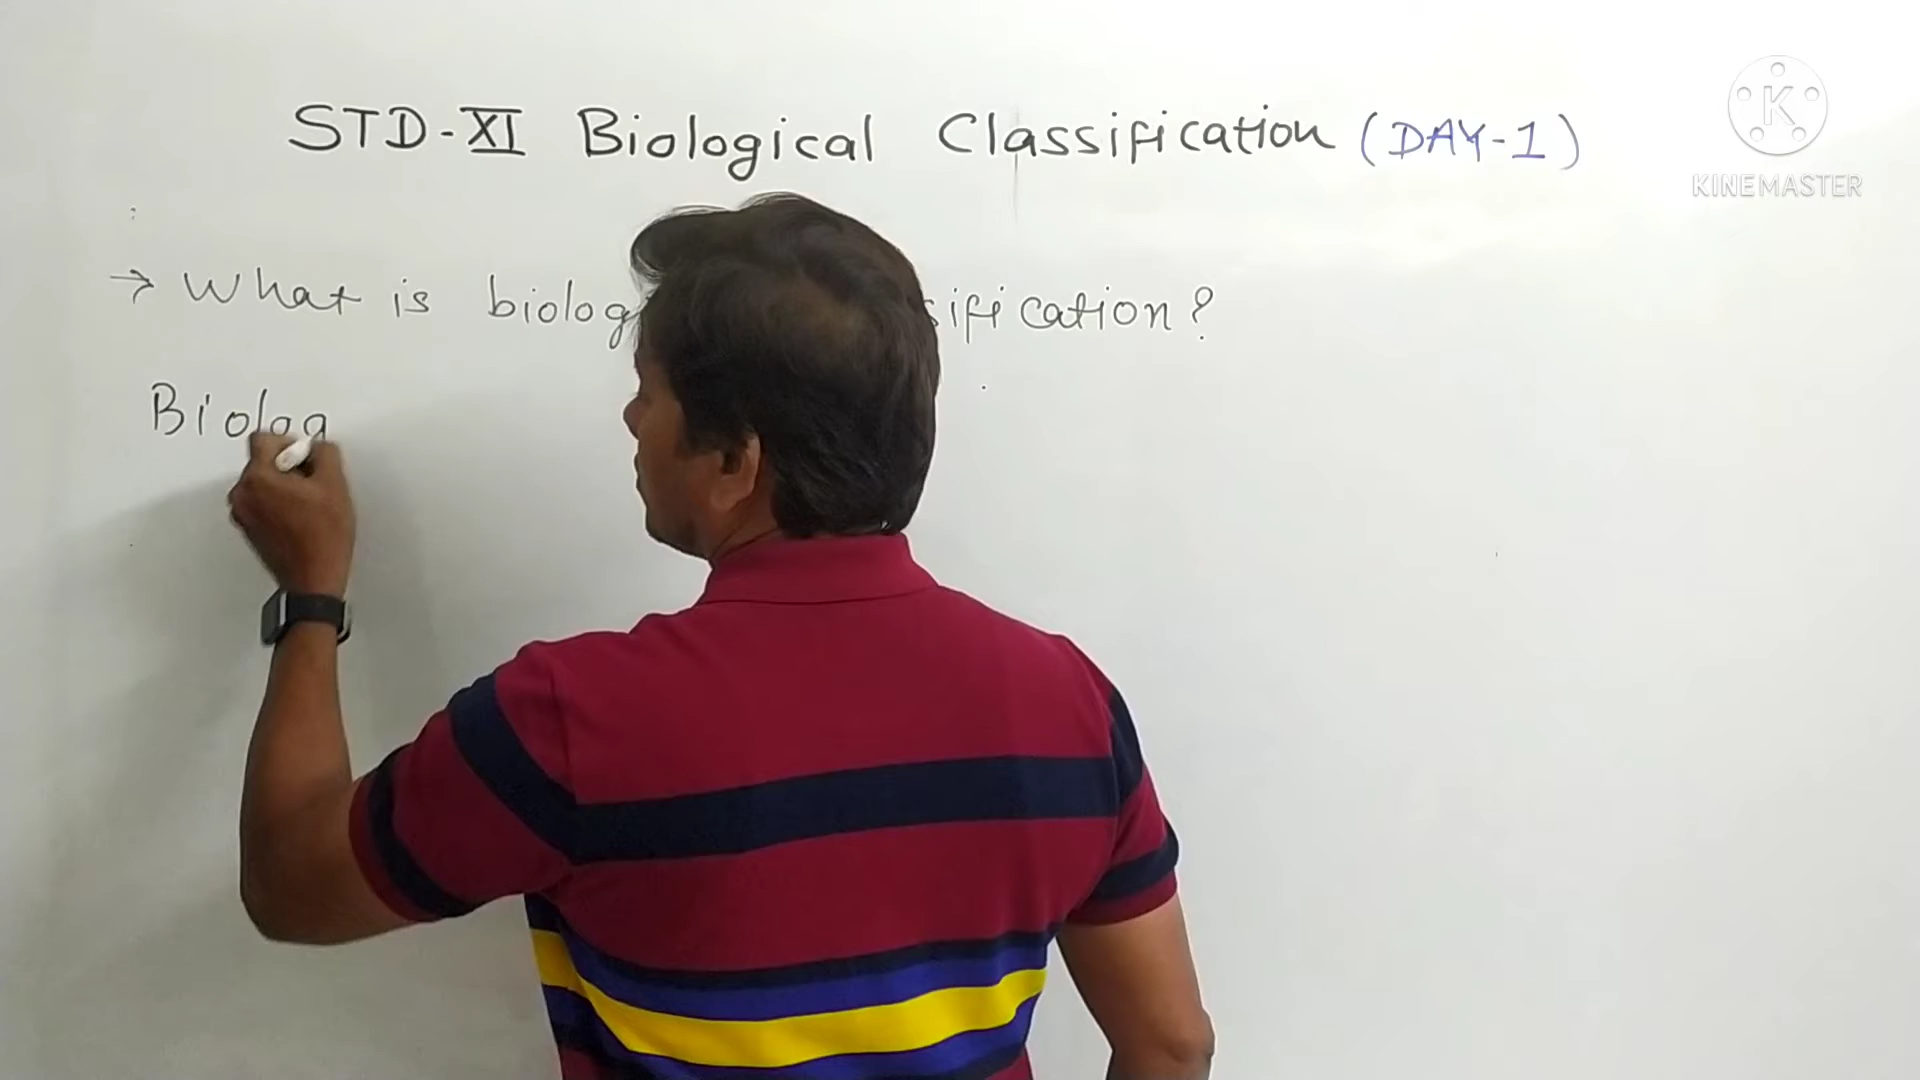 STD-XI Biological Classification (DAY-1)
K
KINEMASTER
→ What is biolog sification?
Biolog